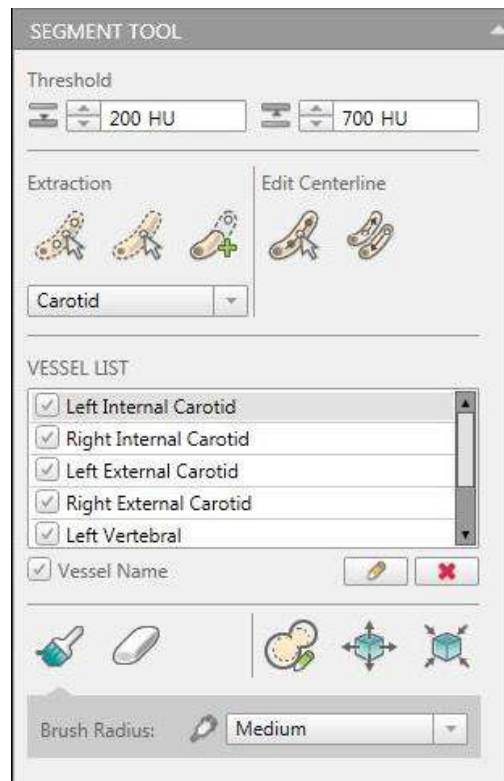 SEGMENT TOOL
Threshold
200 HU 700 HU
Extraction Edit Centerline
Carotid
VESSEL LIST
Left Internal Carotid
Right Internal Carotid
Left External Carotid
Right External Carotid
Left Vertebral
Vessel Name
Brush Radius: Medium